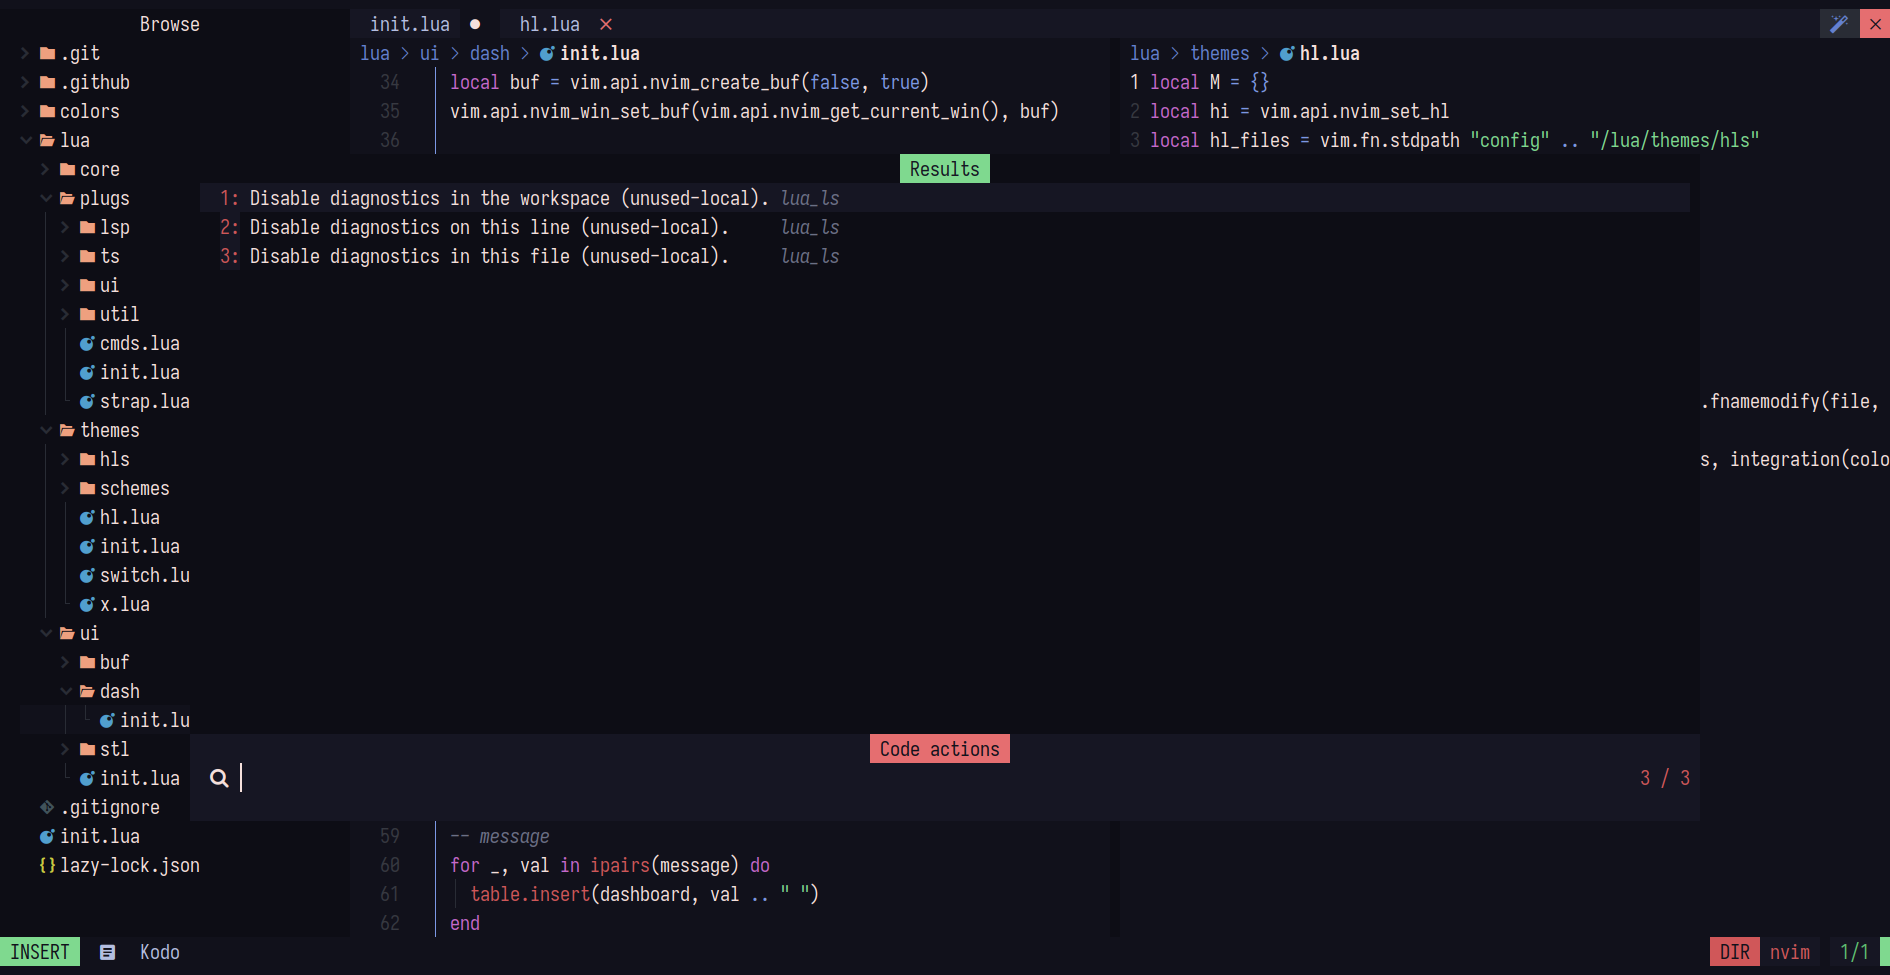 Browse
.git
.github
colors
lua
core
plugs
lsp
ts
ui
util
cmds.lua
init.lua
strap.lua
themes
hls
schemes
hl.lua
init.lua
switch.lu
x.lua
ui
buf
dash
init.lu
stl
init.lua
.gitignore
init.lua
{} lazy-lock.json
init.lua ● hl.lua ×
lua > ui > dash > init.lua
34 local buf = vim.api.nvim_create_buf(false, true)
35 vim.api.nvim_win_set_buf(vim.api.nvim_get_current_win(), buf)
36
lua > themes > hl.lua
1 local M = {}
2 local hi = vim.api.nvim_set_hl
3 local hl_files = vim.fn.stdpath "config" .. "/lua/themes/hls"
Results
1: Disable diagnostics in the workspace (unused-local). lua_ls
2: Disable diagnostics on this line (unused-local). lua_ls
3: Disable diagnostics in this file (unused-local). lua_ls
.fnamemodify(file,
s, integration(colo
Code actions
3 / 3
59 -- message
60 for _, val in ipairs(message) do
61 table.insert(dashboard, val .. " ")
62 end
INSERT Kodo DIR nvim 1/1